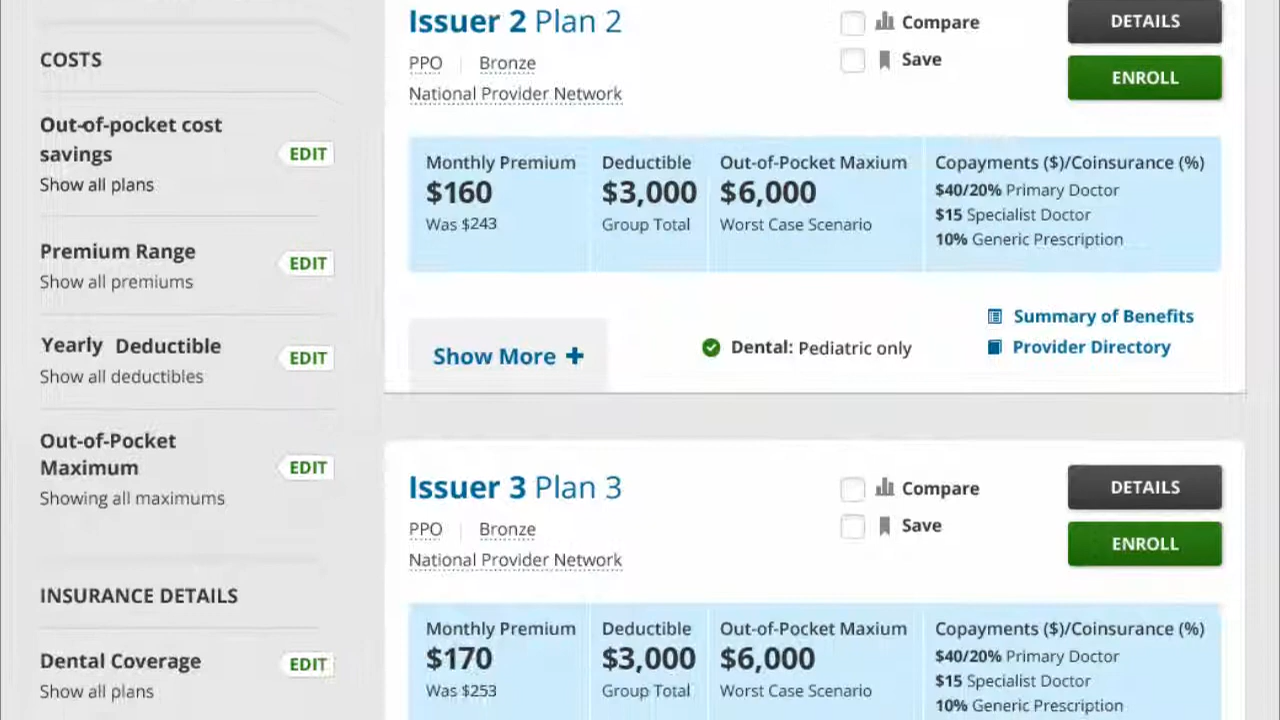 COSTS
Out-of-pocket cost
savings
EDIT
Show all plans
Premium Range
EDIT
Show all premiums
Yearly Deductible
EDIT
Show all deductibles
Out-of-Pocket
Maximum
EDIT
Showing all maximums
INSURANCE DETAILS
Dental Coverage
EDIT
Show all plans
Issuer 2 Plan 2
PPO Bronze
National Provider Network
Compare
Save
DETAILS
ENROLL
Monthly Premium
$160
Was $243
Deductible
$3,000
Group Total
Out-of-Pocket Maxium
$6,000
Worst Case Scenario
Copayments ($)/Coinsurance (%)
$40/20% Primary Doctor
$15 Specialist Doctor
10% Generic Prescription
Show More +
Dental: Pediatric only
Summary of Benefits
Provider Directory
Issuer 3 Plan 3
PPO Bronze
National Provider Network
Compare
Save
DETAILS
ENROLL
Monthly Premium
$170
Was $253
Deductible
$3,000
Group Total
Out-of-Pocket Maxium
$6,000
Worst Case Scenario
Copayments ($)/Coinsurance (%)
$40/20% Primary Doctor
$15 Specialist Doctor
10% Generic Prescription